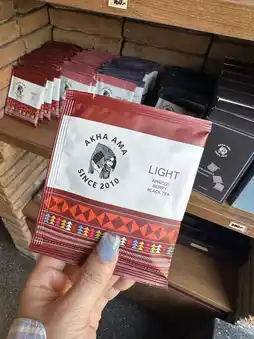 AKHA AMA
SINCE 2010
LIGHT
APRICOT
BERRY
BLACK TEA